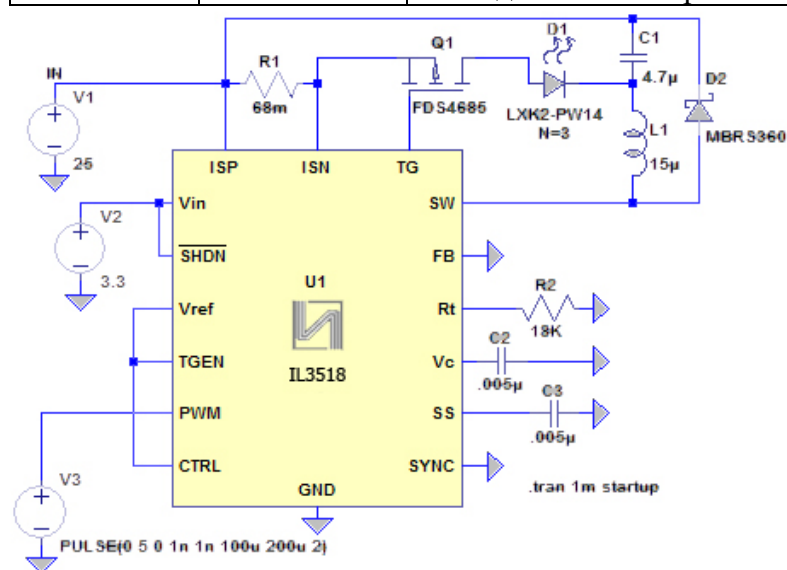 IN
V1
25
R1
68m
Q1
FDS4685
D1
LXK2-PW14
N=3
C1
4.7µ
D2
MBRS360
L1
15µ
ISP
ISN
TG
Vin
SW
V2
3.3
SHDN
FB
U1
Vref
Rt
R2
18K
IL3518
TGEN
Vc
C2
.005µ
PWM
SS
C3
.005µ
CTRL
SYNC
V3
GND
.tran 1m startup
PULSE(0 5 0 1n 1n 100u 200u 2)